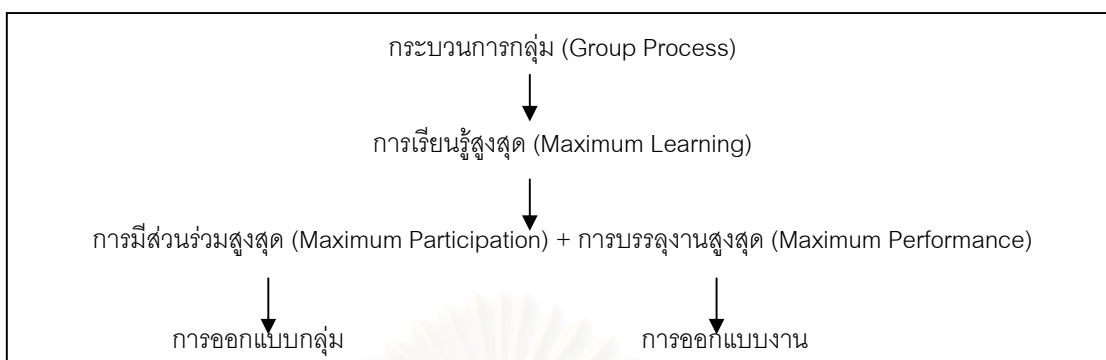 กระบวนการกลุ่ม (Group Process)
การเรียนรู้สูงสุด (Maximum Learning)
การมีส่วนร่วมสูงสุด (Maximum Participation) + การบรรลุงานสูงสุด (Maximum Performance)
การออกแบบกลุ่ม การออกแบบงาน